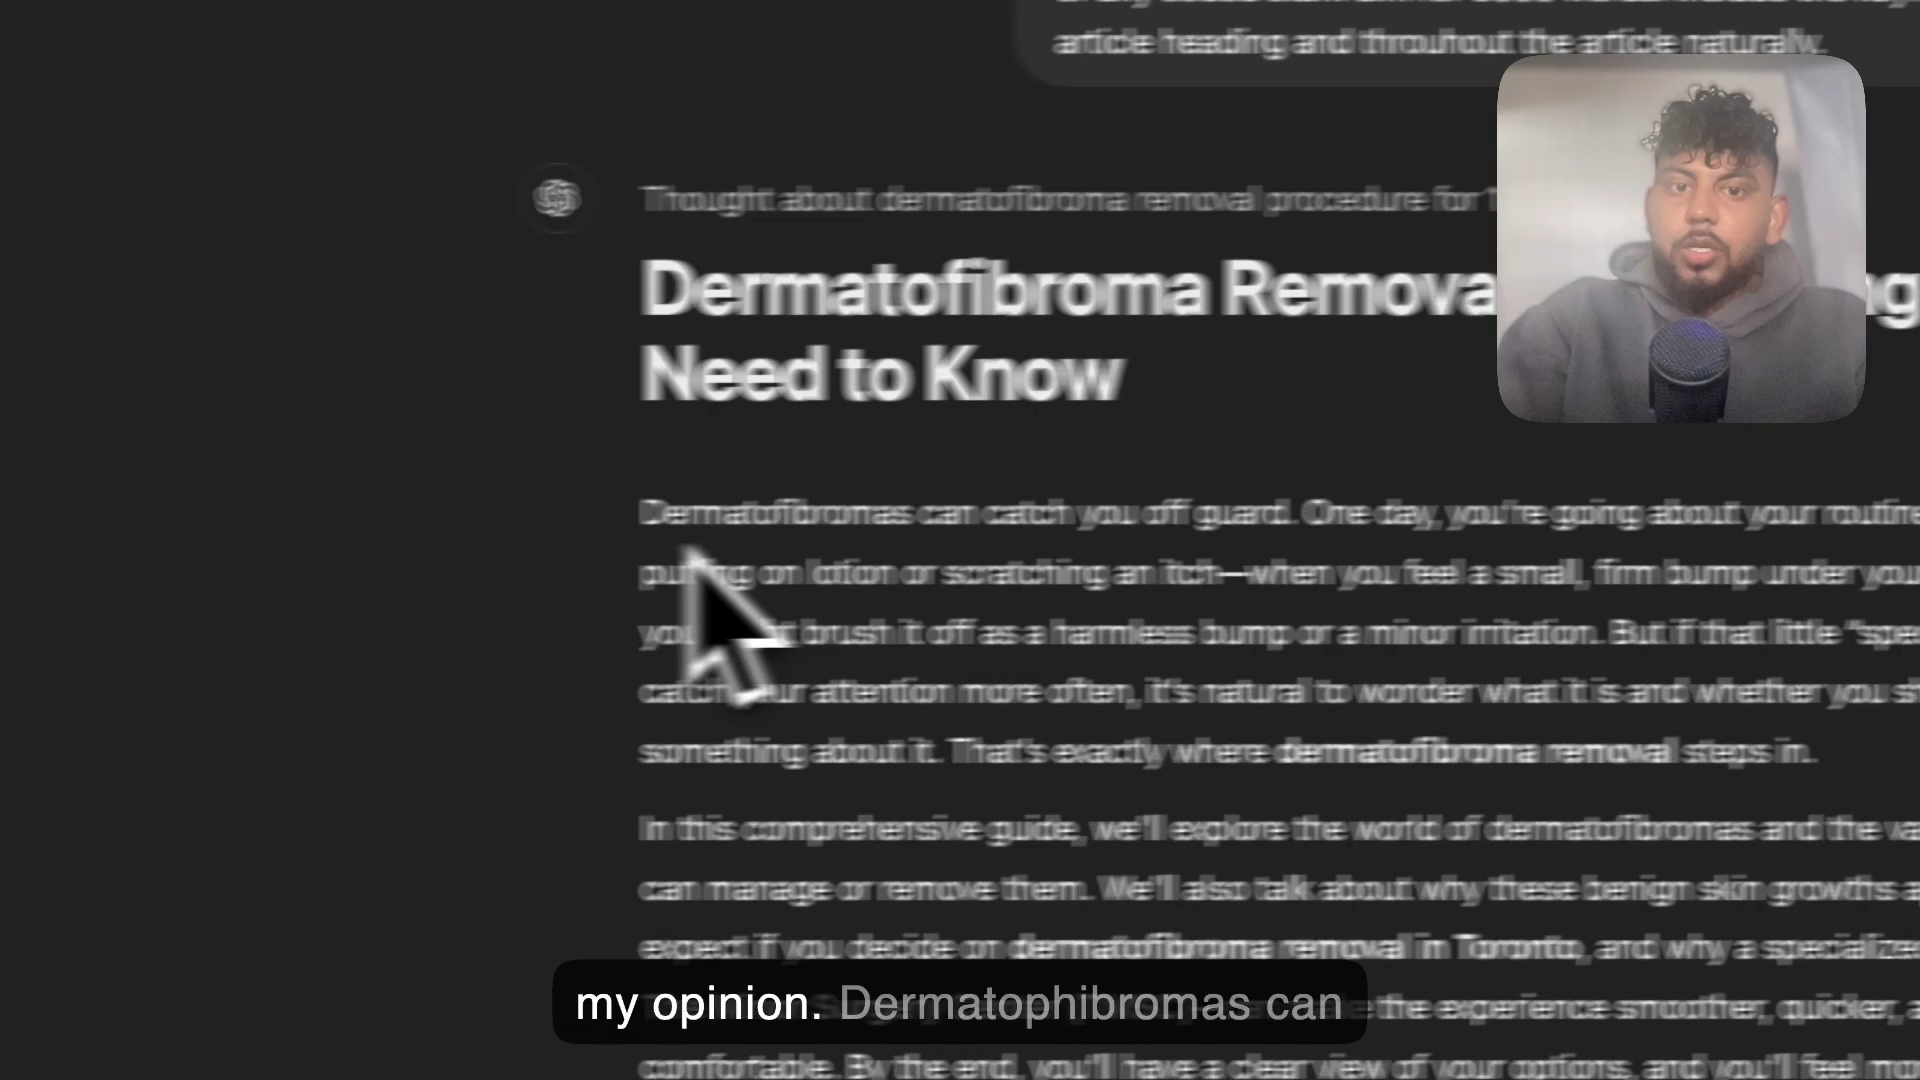 article heading and throuhout the article naturally.
Thought about dermatofibroma removal procedure for
Dermatofibroma Remova
Need to Know
Dermatofibromas can catch you off guard. One day, you're going about your routine
on lotion or scratching an itch—when you feel a small, firm bump under you
brush it off as a harmless bump or a minor irritation. But if that little "spe
attention more often, it's natural to wonder what it is and whether you sh
something about it. That's exactly where dermatofibroma removal steps in.
In this comprehensive guide, we'll explore the world of dermatofibromas and the va
can manage or remove them. We'll also talk about why these benign skin growths a
expect if you decide on dermatofibroma removal in Toronto, and why a specialize
my opinion. Dermatophibromas can
the experience smoother, quicker, a
comfortable. By the end, you'll have a clear view of your options, and you'll feel mo